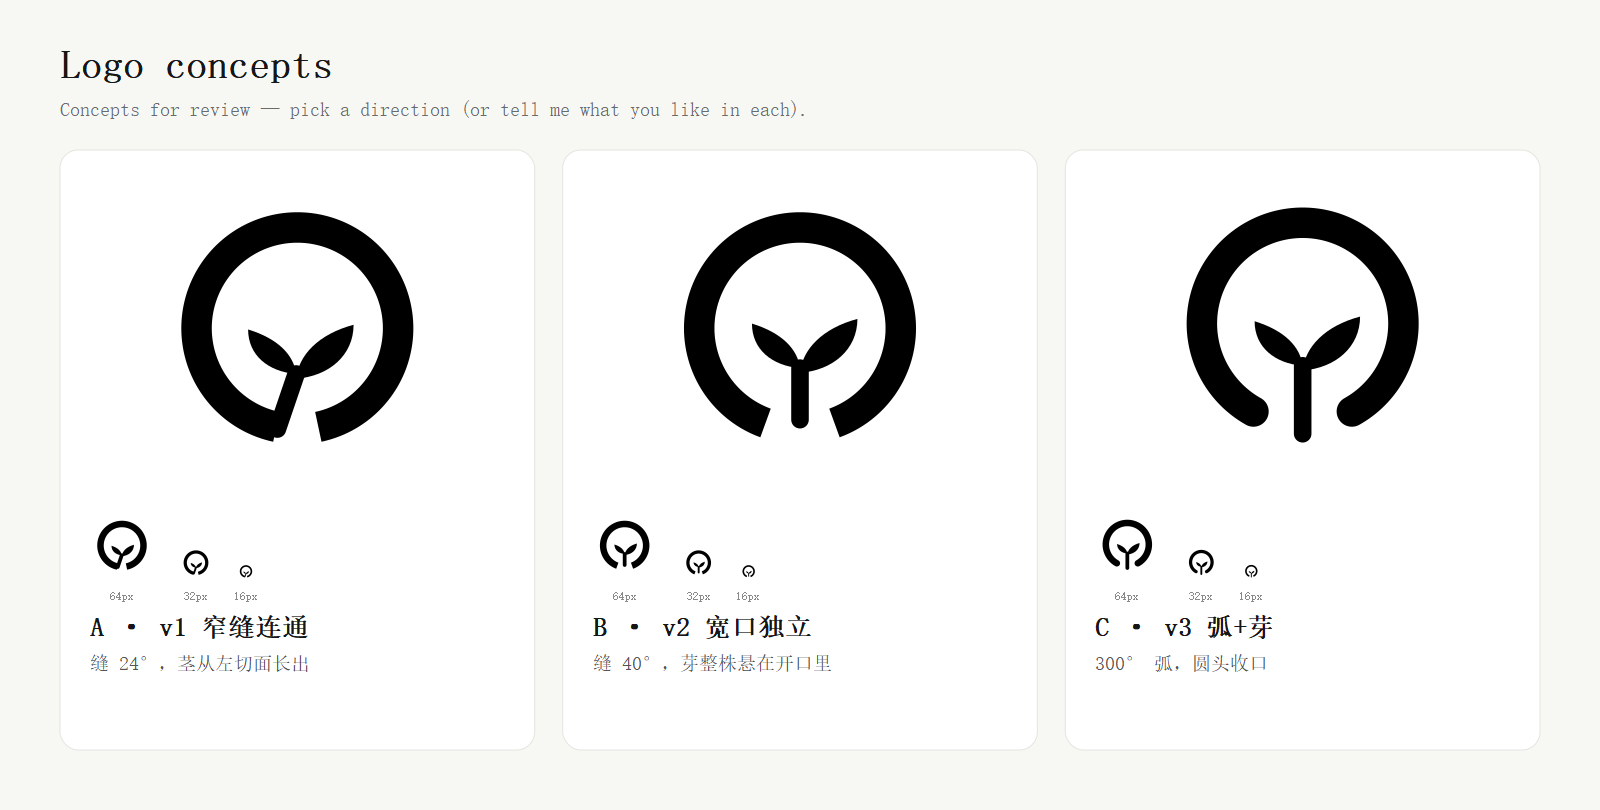 Logo concepts
Concepts for review — pick a direction (or tell me what you like in each).
64px 32px 16px
A · v1 窄缝连通
缝 24°，茎从左切面长出
64px 32px 16px
B · v2 宽口独立
缝 40°，芽整株悬在开口里
64px 32px 16px
C · v3 弧+芽
300° 弧，圆头收口